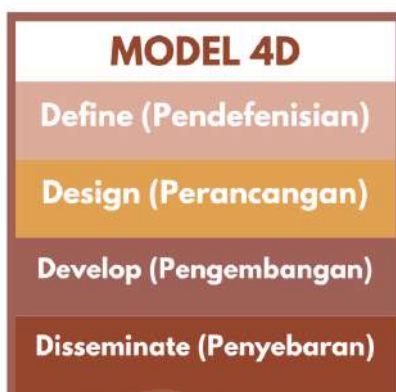 MODEL 4D
Define (Pendefenisian)
Design (Perancangan)
Develop (Pengembangan)
Disseminate (Penyebaran)